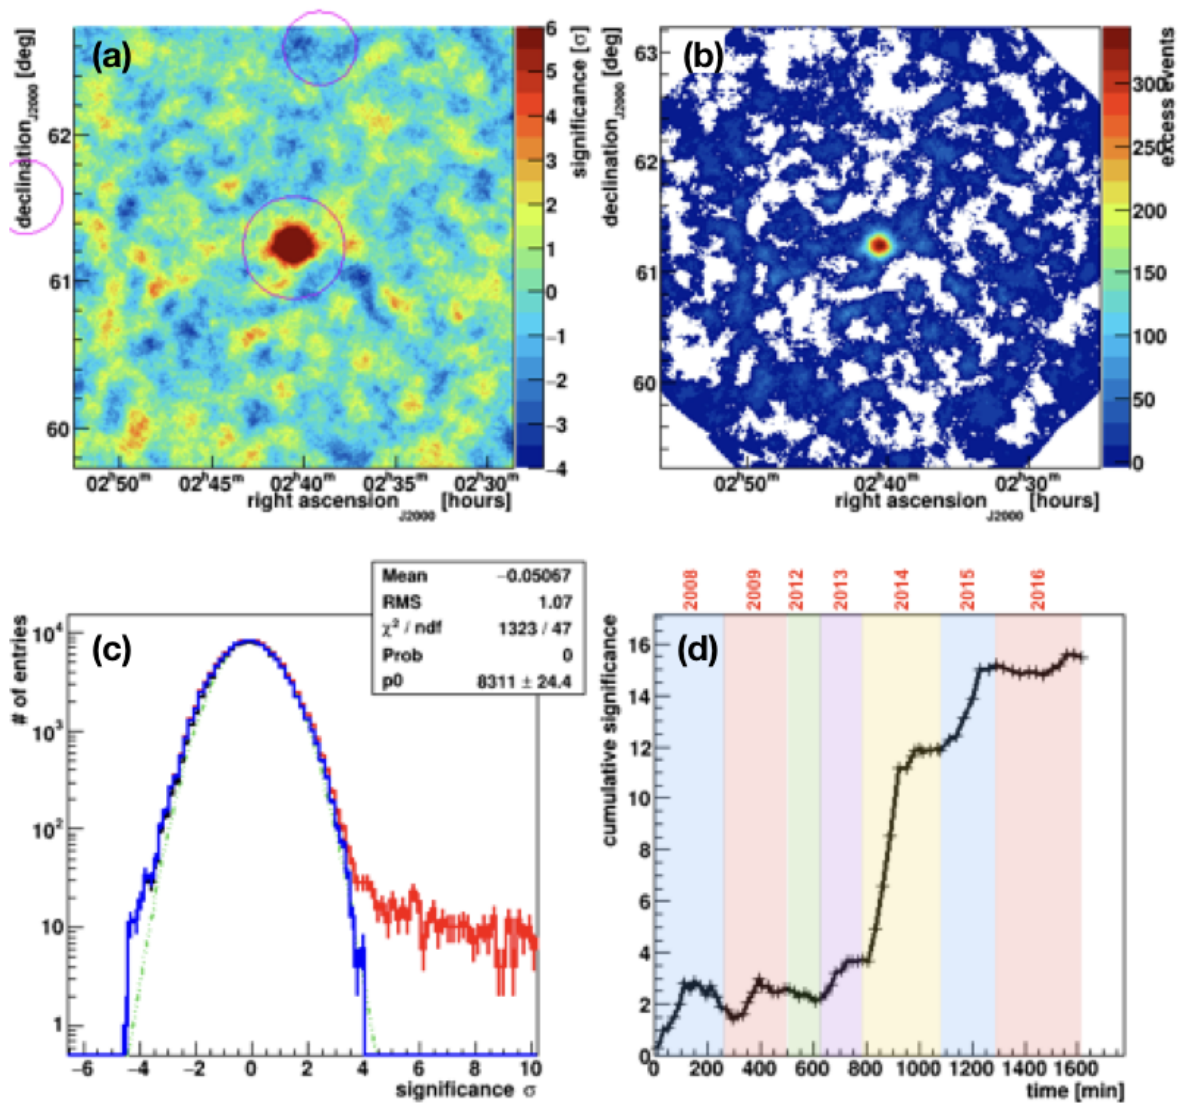 (a)
declination J2000 [deg]
62
61
60
02h50m 02h45m 02h40m 02h35m 02h30m
right ascension J2000 [hours]
6
5
4
3
2
1
0
−1
−2
−3
−4
significance [σ]
(b)
declination J2000 [deg]
63
62
61
60
02h50m 02h40m 02h30m
right ascension J2000 [hours]
300
250
200
150
100
50
0
excess events
(c)
Mean −0.05067
RMS 1.07
χ² / ndf 1323 / 47
Prob 0
p0 8311 ± 24.4
# of entries
10⁴
10³
10²
10
1
−6 −4 −2 0 2 4 6 8 10
significance σ
2008 2009 2012 2013 2014 2015 2016
(d)
cumulative significance
16
14
12
10
8
6
4
2
0
0 200 400 600 800 1000 1200 1400 1600
time [min]